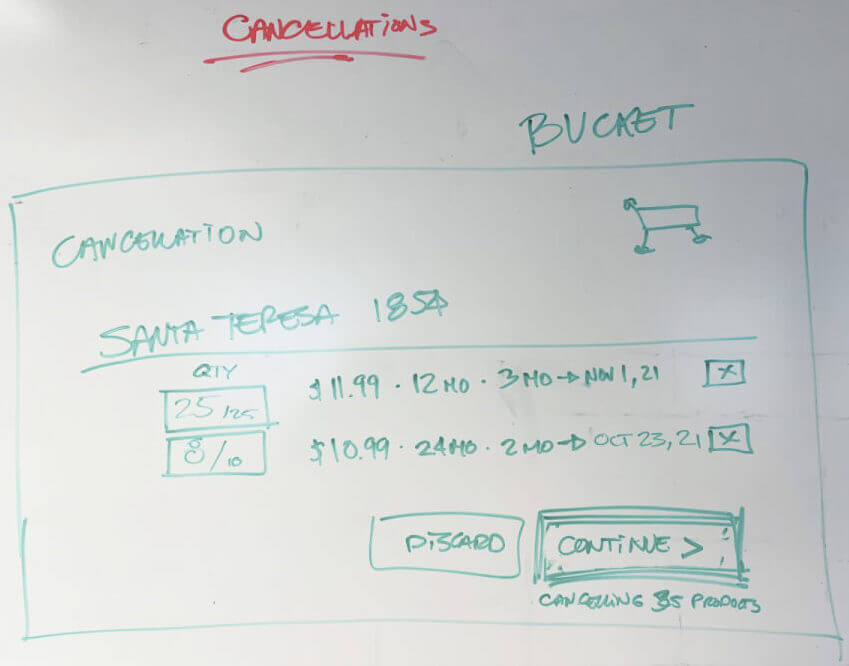 CANCELLATIONS
BUCKET
CANCELLATION
SANTA TERESA 1854
QTY
25/125 $11.99 · 12 MO · 3 MO → NOV 1, 21 X
8/10 $10.99 · 24 MO · 2 MO → OCT 23, 21 X
DISCARD CONTINUE >
CANCELLING PRODUCTS